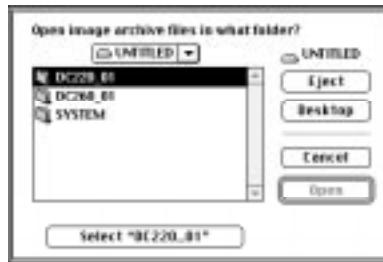 Open image archive files in what folder?
UNTITLED
UNTITLED
DC220_01
DC260_01
SYSTEM
Eject
Desktop
Cancel
Open
Select "DC220_01"